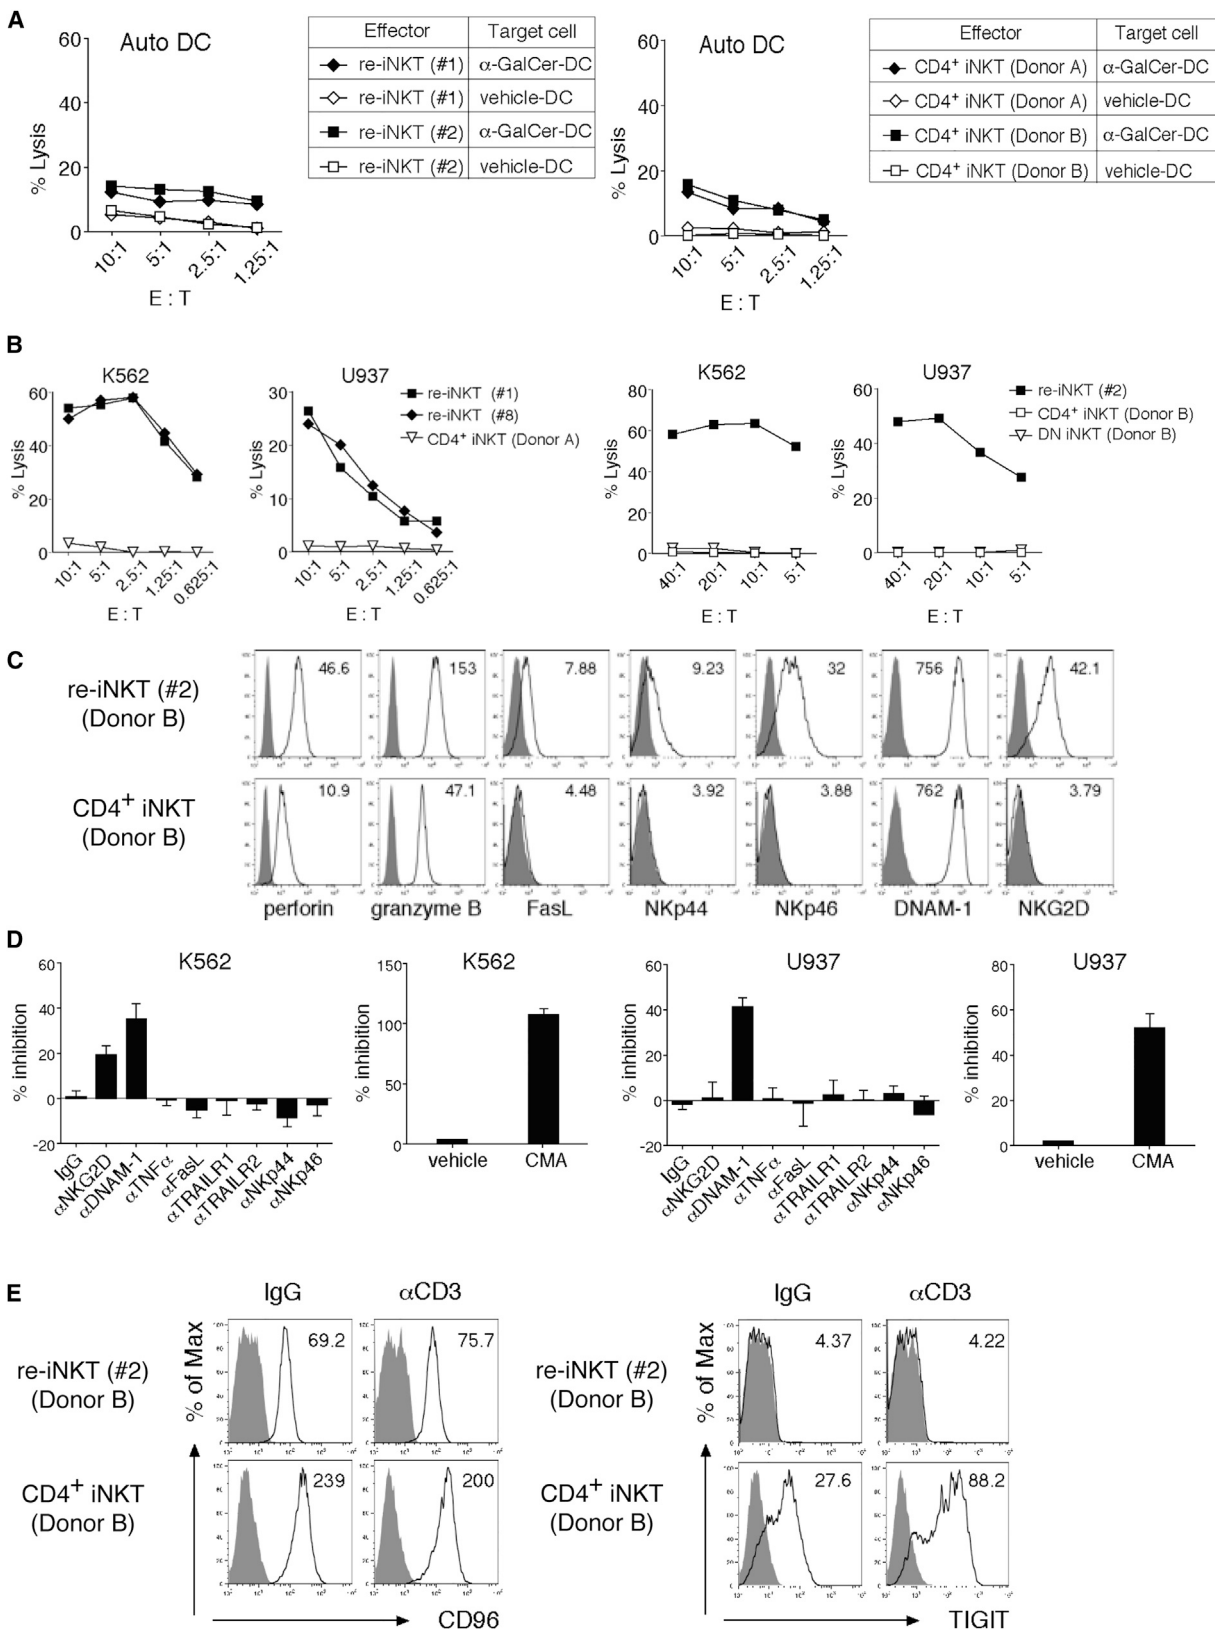 A
Auto DC
% Lysis
60
40
20
0
10:1 5:1 2.5:1 1.25:1
E : T
Effector Target cell
re-iNKT (#1) α-GalCer-DC
re-iNKT (#1) vehicle-DC
re-iNKT (#2) α-GalCer-DC
re-iNKT (#2) vehicle-DC
Auto DC
% Lysis
60
40
20
0
10:1 5:1 2.5:1 1.25:1
E : T
Effector Target cell
CD4+ iNKT (Donor A) α-GalCer-DC
CD4+ iNKT (Donor A) vehicle-DC
CD4+ iNKT (Donor B) α-GalCer-DC
CD4+ iNKT (Donor B) vehicle-DC
B
K562
% Lysis
60
40
20
0
10:1 5:1 2.5:1 1.25:1 0.625:1
E : T
U937
% Lysis
30
20
10
0
10:1 5:1 2.5:1 1.25:1 0.625:1
E : T
re-iNKT (#1)
re-iNKT (#8)
CD4+ iNKT (Donor A)
K562
% Lysis
80
60
40
20
0
40:1 20:1 10:1 5:1
E : T
U937
% Lysis
60
40
20
0
40:1 20:1 10:1 5:1
E : T
re-iNKT (#2)
CD4+ iNKT (Donor B)
DN iNKT (Donor B)
C
re-iNKT (#2)
(Donor B)
46.6 153 7.88 9.23 32 756 42.1
CD4+ iNKT
(Donor B)
10.9 47.1 4.48 3.92 3.88 762 3.79
perforin granzyme B FasL NKp44 NKp46 DNAM-1 NKG2D
D
K562
% inhibition
60
40
20
0
-20
IgG αNKG2D αDNAM-1 αTNFα αFasL αTRAILR1 αTRAILR2 αNKp44 αNKp46
K562
% inhibition
150
100
50
0
vehicle CMA
U937
% inhibition
60
40
20
0
-20
IgG αNKG2D αDNAM-1 αTNFα αFasL αTRAILR1 αTRAILR2 αNKp44 αNKp46
U937
% inhibition
80
60
40
20
0
vehicle CMA
E
IgG αCD3
% of Max
re-iNKT (#2)
(Donor B)
69.2 75.7
CD4+ iNKT
(Donor B)
239 200
CD96
IgG αCD3
% of Max
re-iNKT (#2)
(Donor B)
4.37 4.22
CD4+ iNKT
(Donor B)
27.6 88.2
TIGIT